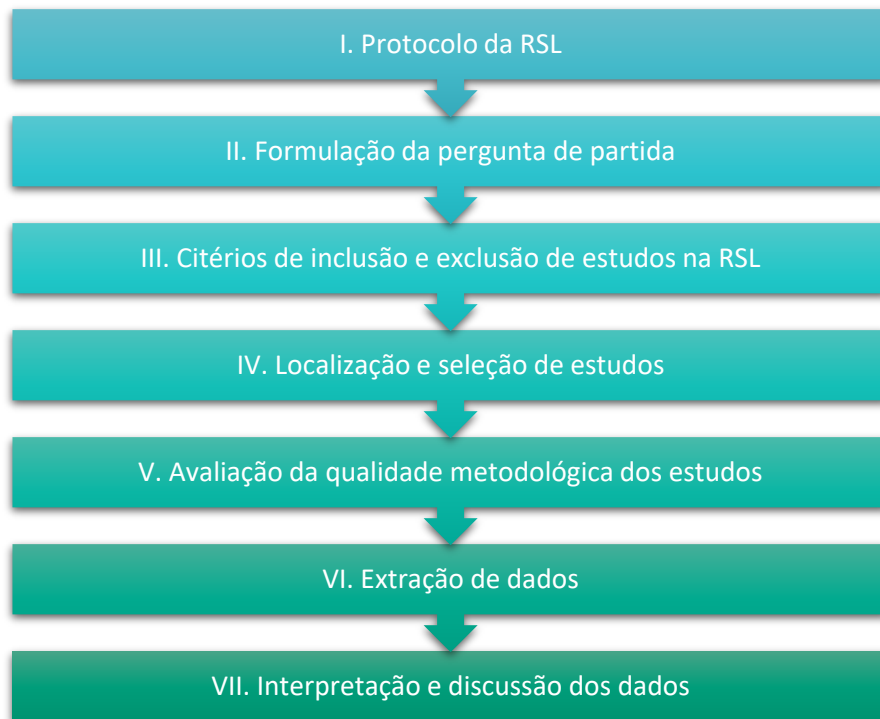 I. Protocolo da RSL
II. Formulação da pergunta de partida
III. Citérios de inclusão e exclusão de estudos na RSL
IV. Localização e seleção de estudos
V. Avaliação da qualidade metodológica dos estudos
VI. Extração de dados
VII. Interpretação e discussão dos dados